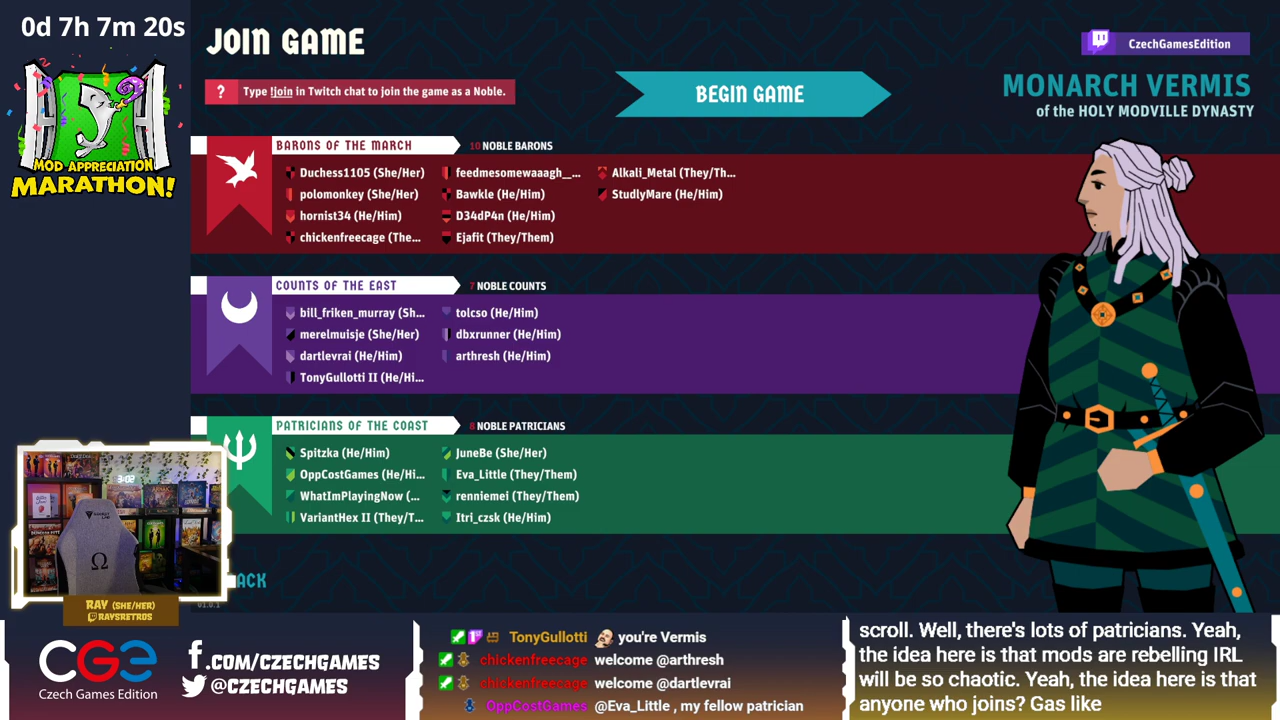 0d 7h 7m 20s
MOD-APPRECIATION
MARATHON!
JOIN GAME
? Type !join in Twitch chat to join the game as a Noble.
BEGIN GAME
CzechGamesEdition
MONARCH VERMIS
of the HOLY MODVILLE DYNASTY
BARONS OF THE MARCH
10 NOBLE BARONS
Duchess1105 (She/Her)
polomonkey (She/Her)
hornist34 (He/Him)
chickenfreecage (The...
feedmesomewaaagh__...
Bawkle (He/Him)
D34dP4n (He/Him)
Ejafit (They/Them)
Alkali_Metal (They/Th...
StudlyMare (He/Him)
COUNTS OF THE EAST
7 NOBLE COUNTS
bill_friken_murray (Sh...
merelmuisje (She/Her)
dartlevrai (He/Him)
TonyGullotti II (He/Hi...
tolcso (He/Him)
dbxrunner (He/Him)
arthresh (He/Him)
PATRICIANS OF THE COAST
8 NOBLE PATRICIANS
Spitzka (He/Him)
OppCostGames (He/Hi...
WhatImPlayingNow (...
VariantHex II (They/T...
JuneBe (She/Her)
Eva_Little (They/Them)
renniemei (They/Them)
Itri_czsk (He/Him)
ACK
3:02
RAY (SHE/HER)
RAYSRETROS
CGE
Czech Games Edition
f.COM/CZECHGAMES
@CZECHGAMES
TonyGullotti you're Vermis
chickenfreecage welcome @arthresh
chickenfreecage welcome @dartlevrai
OppCostGames @Eva_Little , my fellow patrician
scroll. Well, there's lots of patricians. Yeah,
the idea here is that mods are rebelling IRL
will be so chaotic. Yeah, the idea here is that
anyone who joins? Gas like